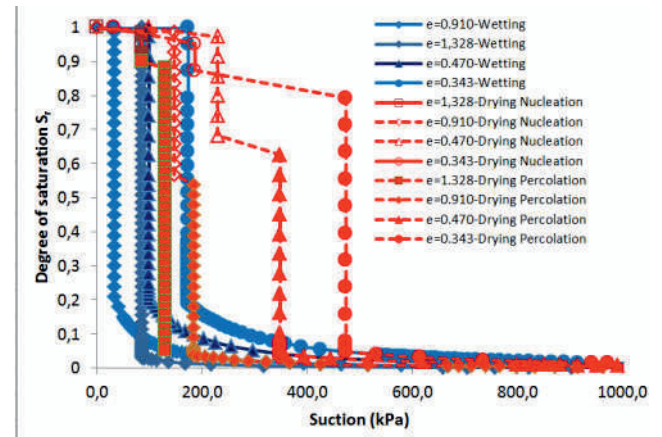 Degree of saturation Sr
1
0,9
0,8
0,7
0,6
0,5
0,4
0,3
0,2
0,1
0
0,0
200,0
400,0
600,0
800,0
1000,0
Suction (kPa)
e=0.910-Wetting
e=1,328-Wetting
e=0.470-Wetting
e=0.343-Wetting
e=1,328-Drying Nucleation
e=0.910-Drying Nucleation
e=0.470-Drying Nucleation
e=0.343-Drying Nucleation
e=1.328-Drying Percolation
e=0.910-Drying Percolation
e=0.470-Drying Percolation
e=0.343-Drying Percolation